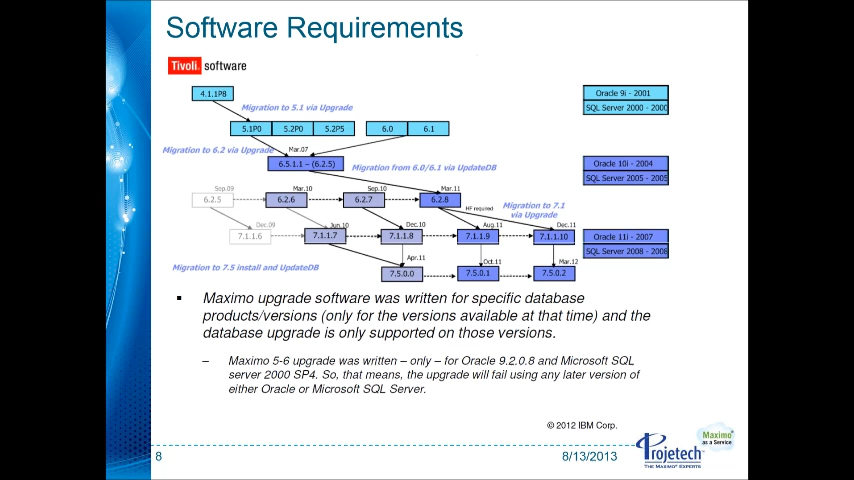 Software Requirements
Tivoli. software
4.1.1P8
Oracle 9i - 2001
SQL Server 2000 - 2000
Migration to 5.1 via Upgrade
5.1P0 5.2P0 5.2P5 6.0 6.1
Migration to 6.2 via Upgrade Mar.07
6.5.1.1 – (6.2.5)
Migration from 6.0/6.1 via UpdateDB
Oracle 10i - 2004
SQL Server 2005 - 2005
Sep.09 Mar.10 Sep.10 Mar.11
6.2.5 6.2.6 6.2.7 6.2.8
HF required
Migration to 7.1
via Upgrade
Dec.09 Jun.10 Dec.10 Aug.11 Dec.11
7.1.1.6 7.1.1.7 7.1.1.8 7.1.1.9 7.1.1.10
Oracle 11i - 2007
SQL Server 2008 - 2008
Apr.11 Oct.11 Mar.12
Migration to 7.5 install and UpdateDB
7.5.0.0 7.5.0.1 7.5.0.2
▪ Maximo upgrade software was written for specific database
products/versions (only for the versions available at that time) and the
database upgrade is only supported on those versions.
– Maximo 5-6 upgrade was written – only – for Oracle 9.2.0.8 and Microsoft SQL
server 2000 SP4. So, that means, the upgrade will fail using any later version of
either Oracle or Microsoft SQL Server.
© 2012 IBM Corp.
8
8/13/2013
Projetech
THE MAXIMO EXPERTS
Maximo
as a Service